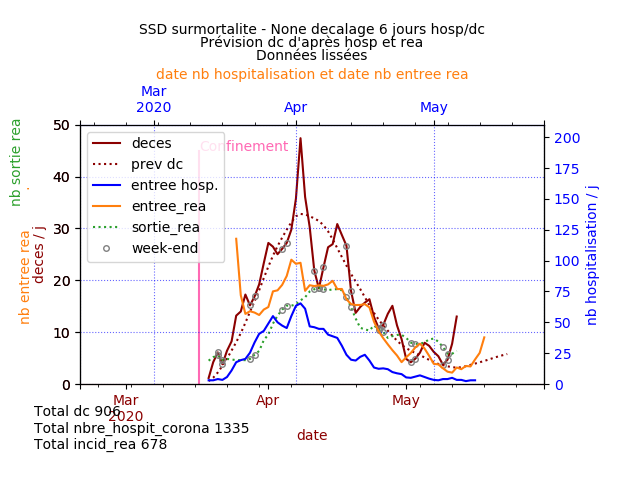 SSD surmortalite - None decalage 6 jours hosp/dc
Prévision dc d'après hosp et rea
Données lissées
date nb hospitalisation et date nb entree rea
Mar Apr May
2020
50 40 30 20 10 0
200 175 150 125 100 75 50 25 0
nb sortie rea
.
nb entree rea
deces / j
nb hospitalisation / j
Confinement
deces
prev dc
entree hosp.
entree_rea
sortie_rea
week-end
Mar Apr May
2020
date
Total dc 906
Total nbre_hospit_corona 1335
Total incid_rea 678